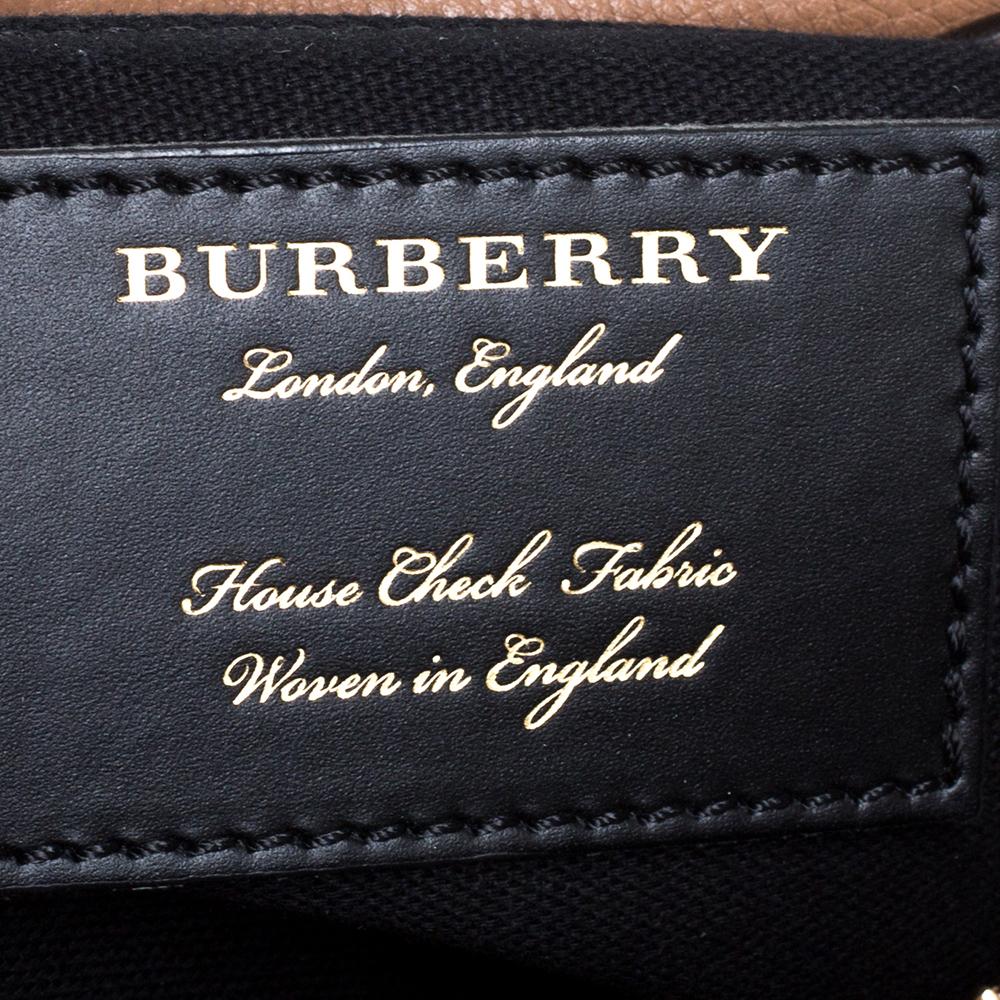 BURBERRY
London, England
House Check Fabric
Woven in England